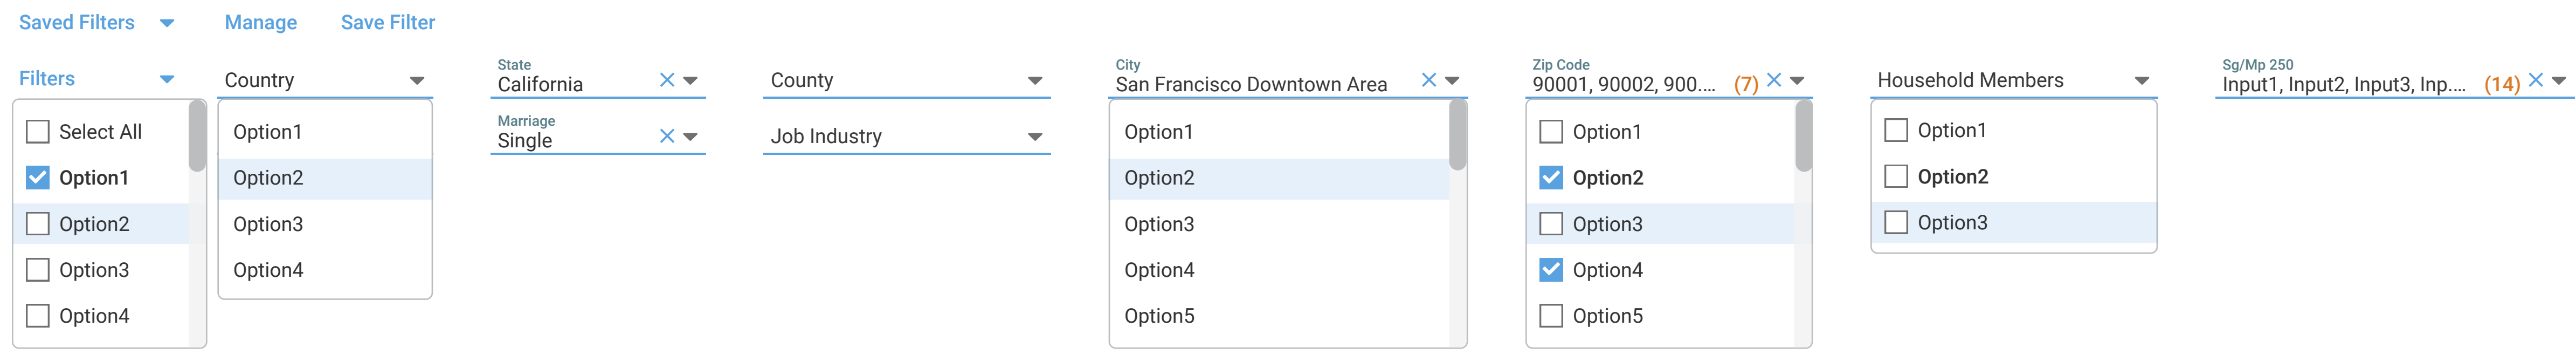 Saved Filters Manage Save Filter
Filters
Select All
Option1
Option2
Option3
Option4
Country
Option1
Option2
Option3
Option4
State
California
Marriage
Single
County
Job Industry
City
San Francisco Downtown Area
Option1
Option2
Option3
Option4
Option5
Zip Code
90001, 90002, 900.... (7)
Option1
Option2
Option3
Option4
Option5
Household Members
Option1
Option2
Option3
Sg/Mp 250
Input1, Input2, Input3, Inp.... (14)